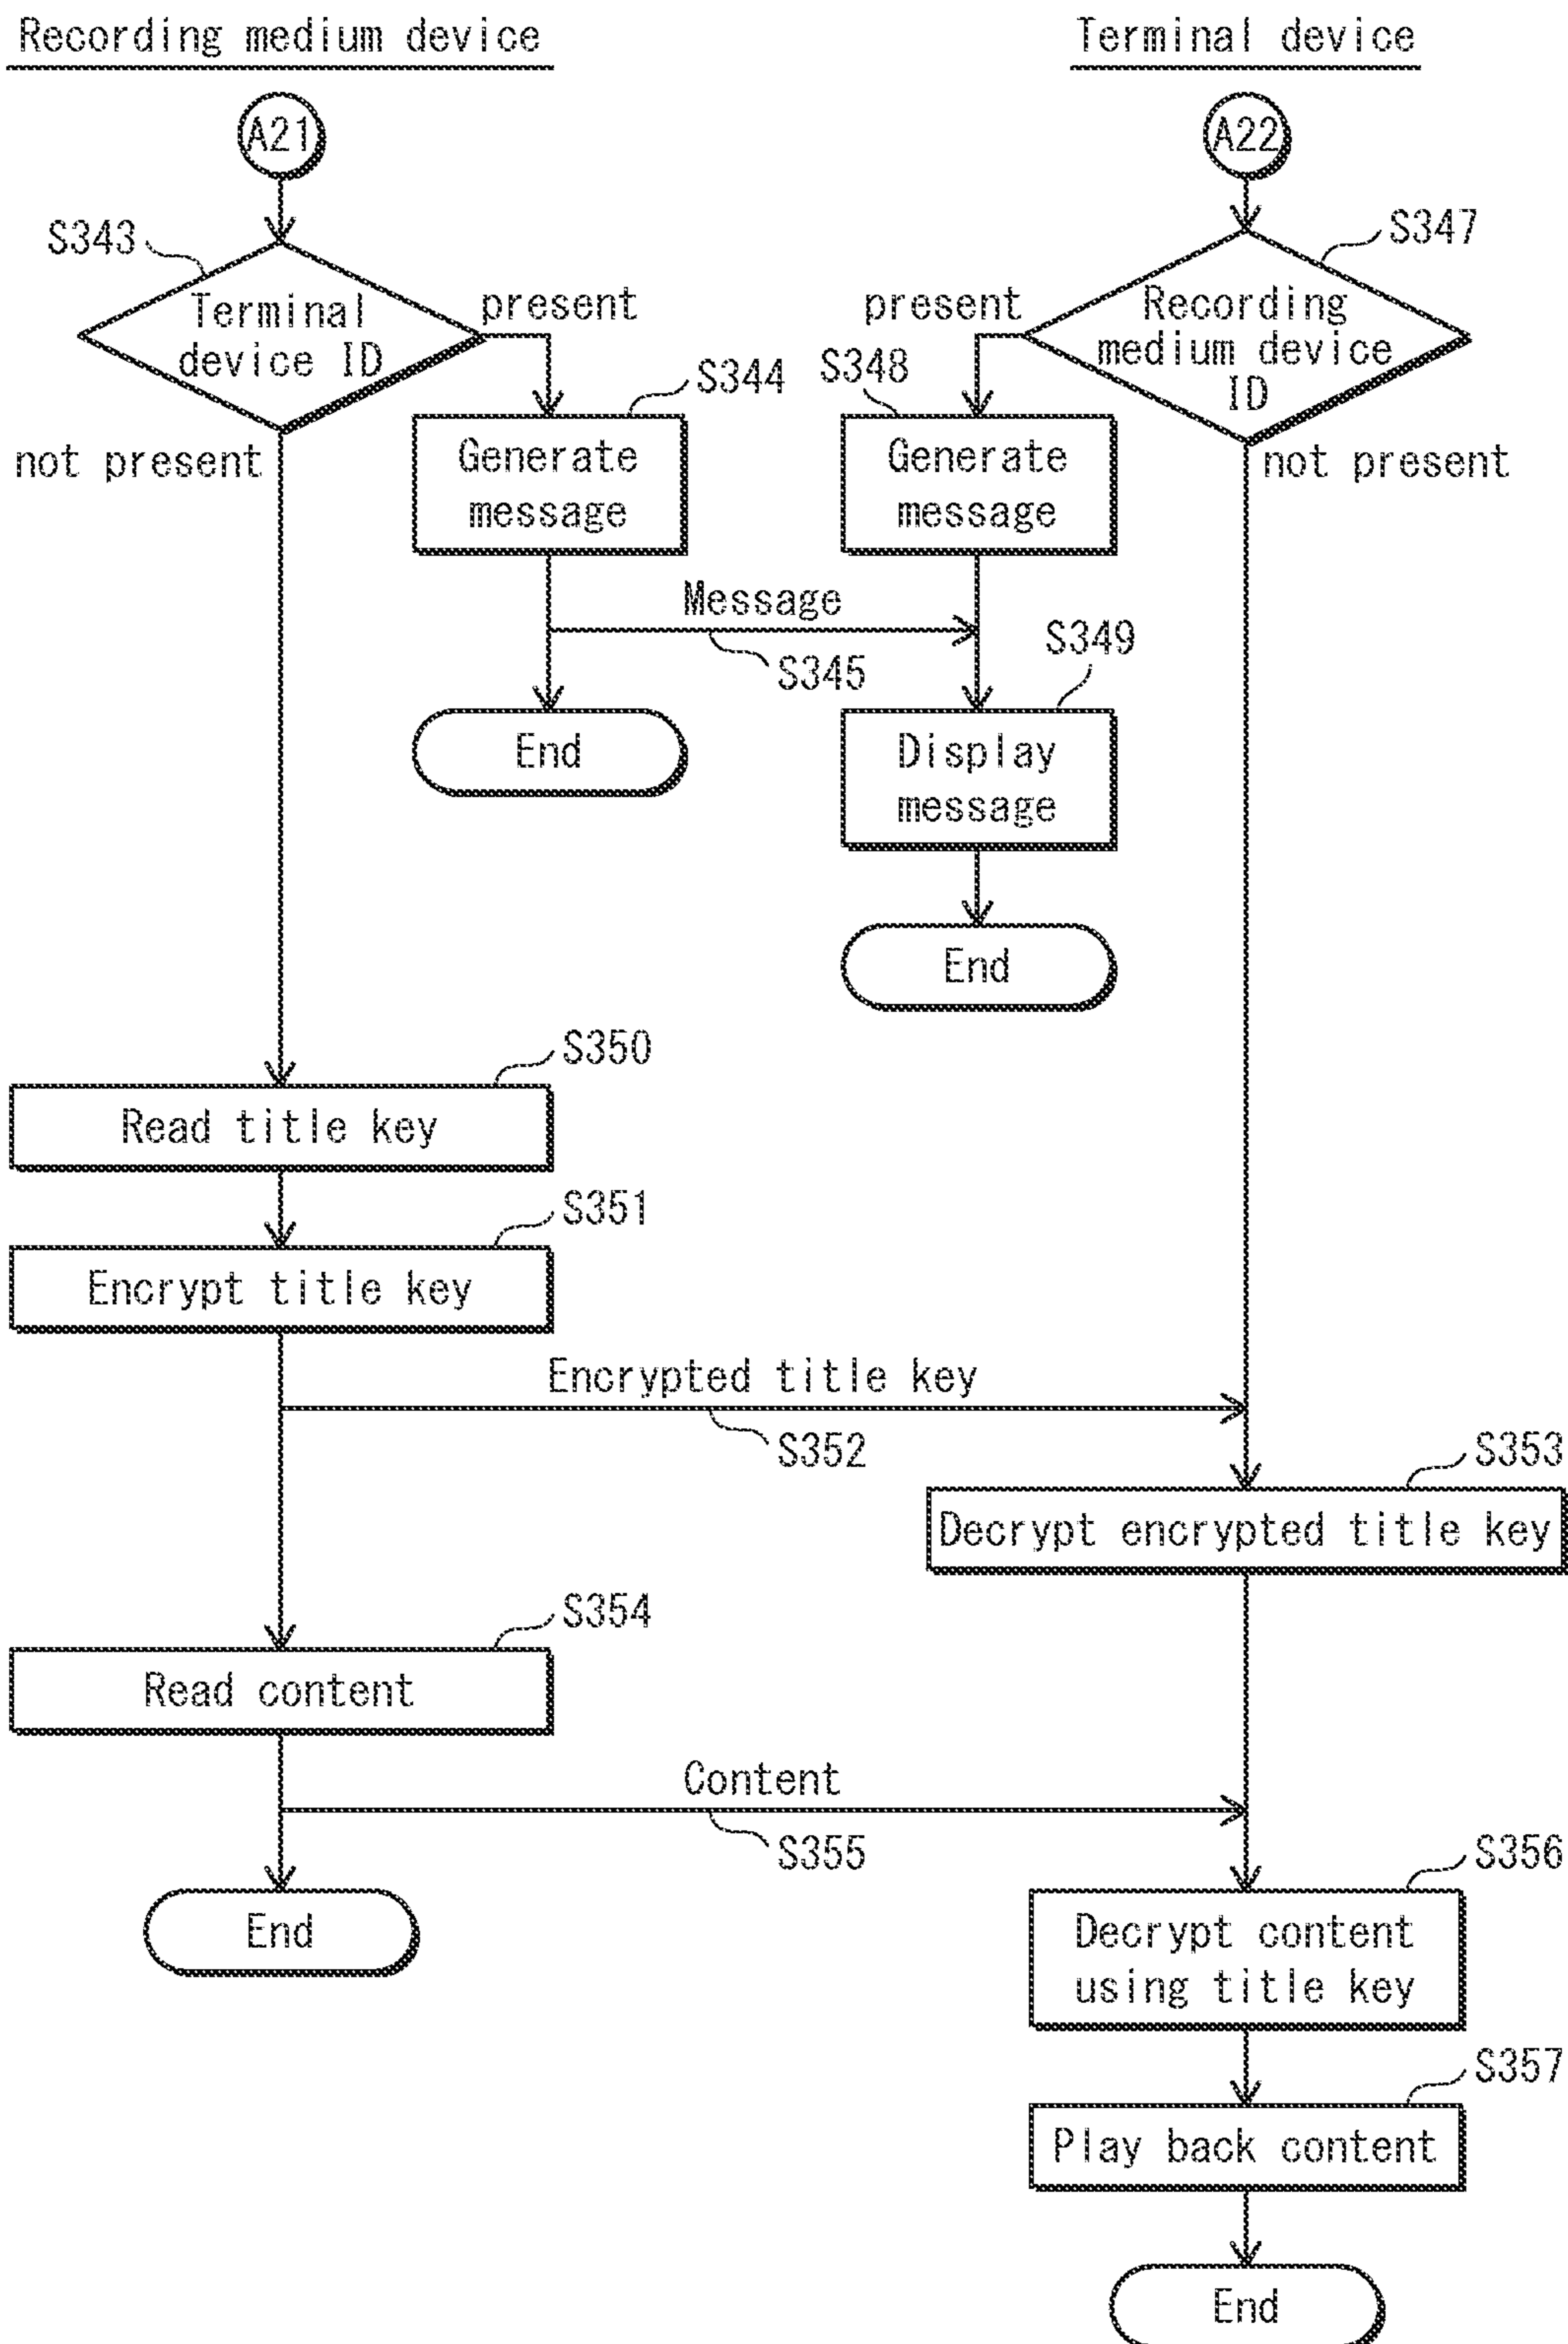 Recording medium device
Terminal device
A21
A22
S343
S347
Terminal
device ID
present
present
Recording
medium device
ID
S344
S348
not present
Generate
message
Generate
message
not present
Message
S345
S349
End
Display
message
End
S350
Read title key
S351
Encrypt title key
Encrypted title key
S352
S353
Decrypt encrypted title key
S354
Read content
Content
S355
S356
End
Decrypt content
using title key
S357
Play back content
End